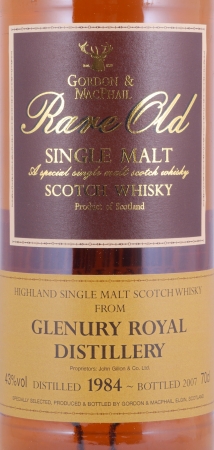 GORDON &
MACPHAIL
Rare Old
SINGLE MALT
A special single malt scotch whisky
SCOTCH WHISKY
Product of Scotland
HIGHLAND SINGLE MALT SCOTCH WHISKY
FROM
GLENURY ROYAL
DISTILLERY
Proprietors: John Gillon & Co. Ltd.
43%vol DISTILLED 1984 ~ BOTTLED 2007 70cl
SPECIALLY SELECTED, PRODUCED & BOTTLED BY GORDON & MACPHAIL, ELGIN, SCOTLAND